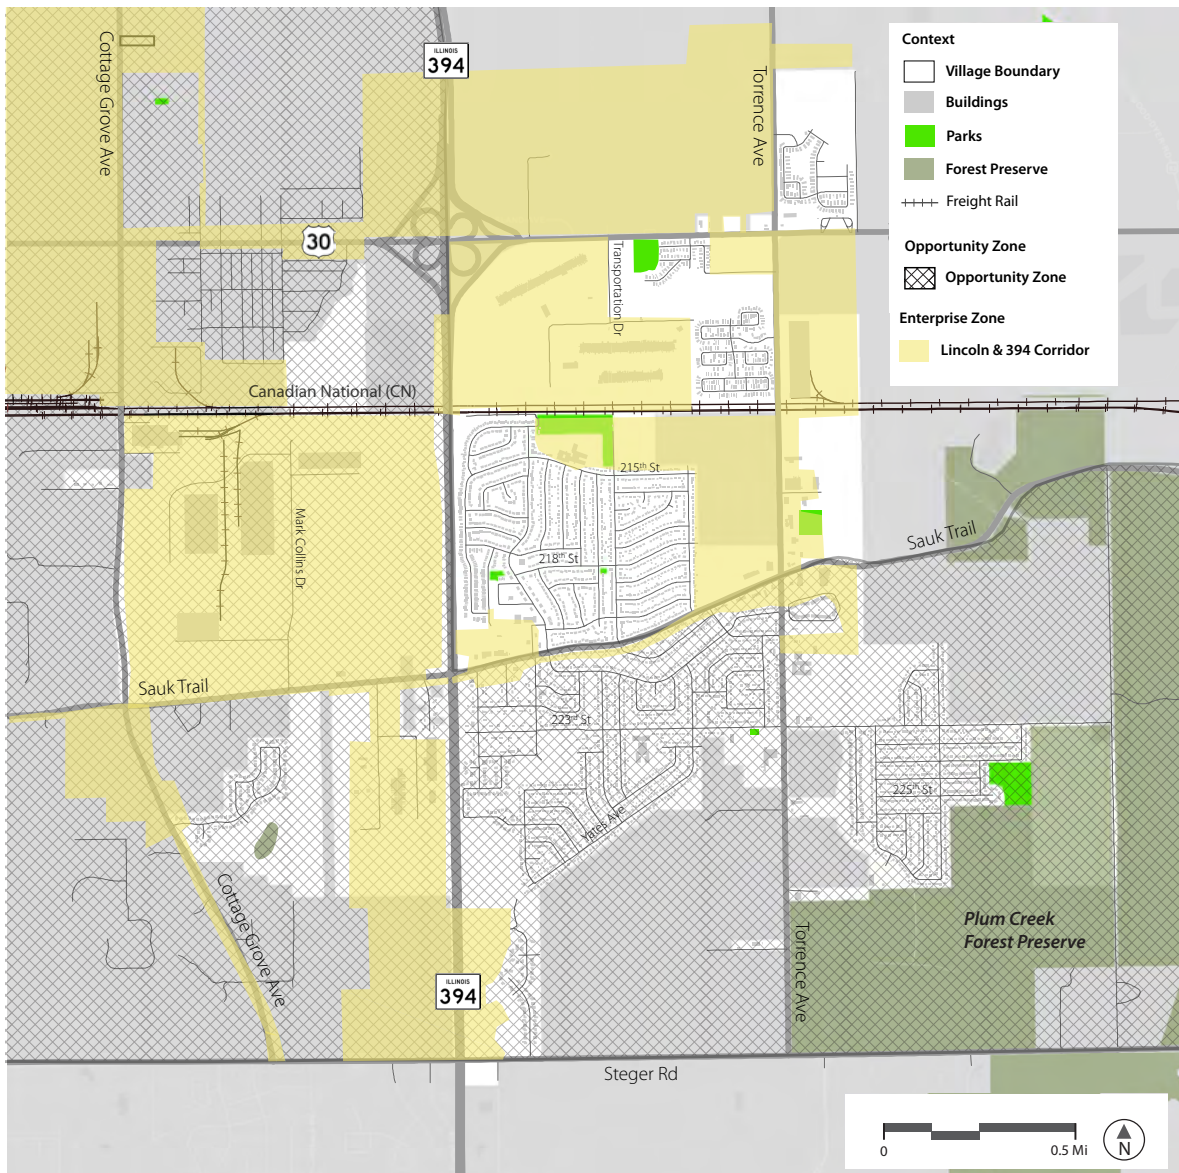 Cottage Grove Ave
ILLINOIS
394
Torrence Ave
Context
Village Boundary
Buildings
Parks
Forest Preserve
Freight Rail
Opportunity Zone
Opportunity Zone
Enterprise Zone
Lincoln & 394 Corridor
30
Transportation Dr
Canadian National (CN)
215th St
Mark Collins Dr
218th St
Sauk Trail
Sauk Trail
223rd St
225th St
Yates Ave
Cottage Grove Ave
Plum Creek
Forest Preserve
Torrence Ave
ILLINOIS
394
Steger Rd
0
0.5 Mi
N